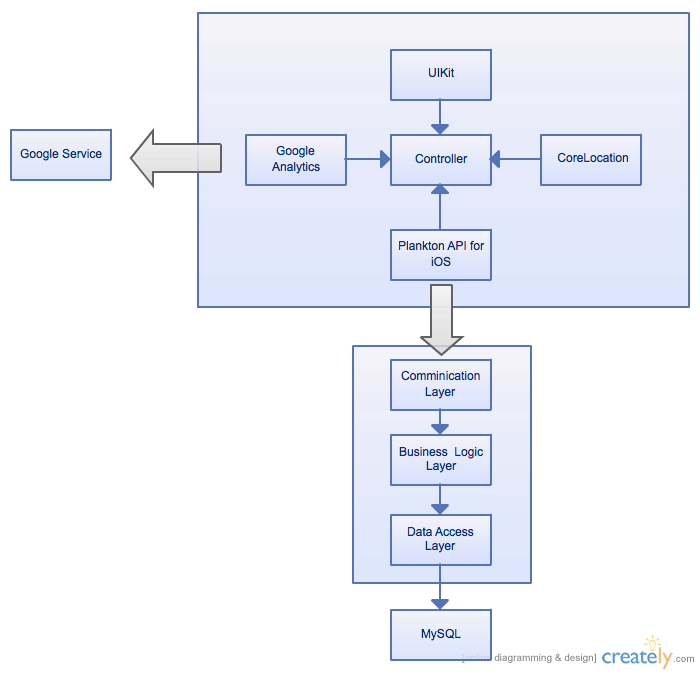 UIKit
Google Service
Google
Analytics
Controller
CoreLocation
Plankton API for
iOS
Comminication
Layer
Business Logic
Layer
Data Access
Layer
MySQL
diagramming & design]
creately.com